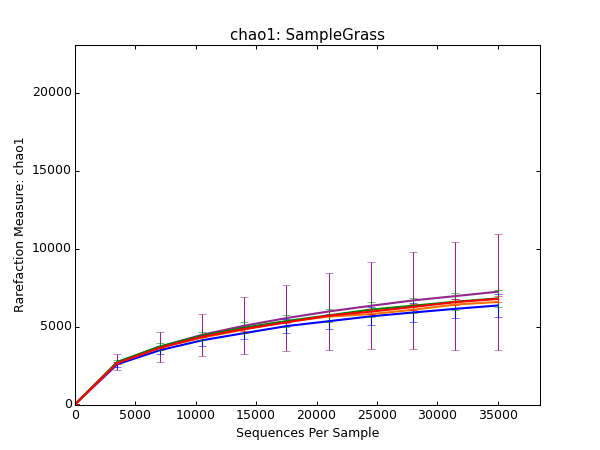 chao1: SampleGrass
Rarefaction Measure: chao1
20000
15000
10000
5000
0
0 5000 10000 15000 20000 25000 30000 35000
Sequences Per Sample